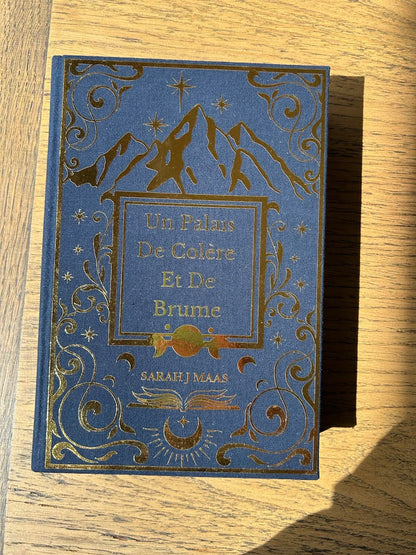 Un Palais
De Colère
Et De
Brume
SARAH J MAAS